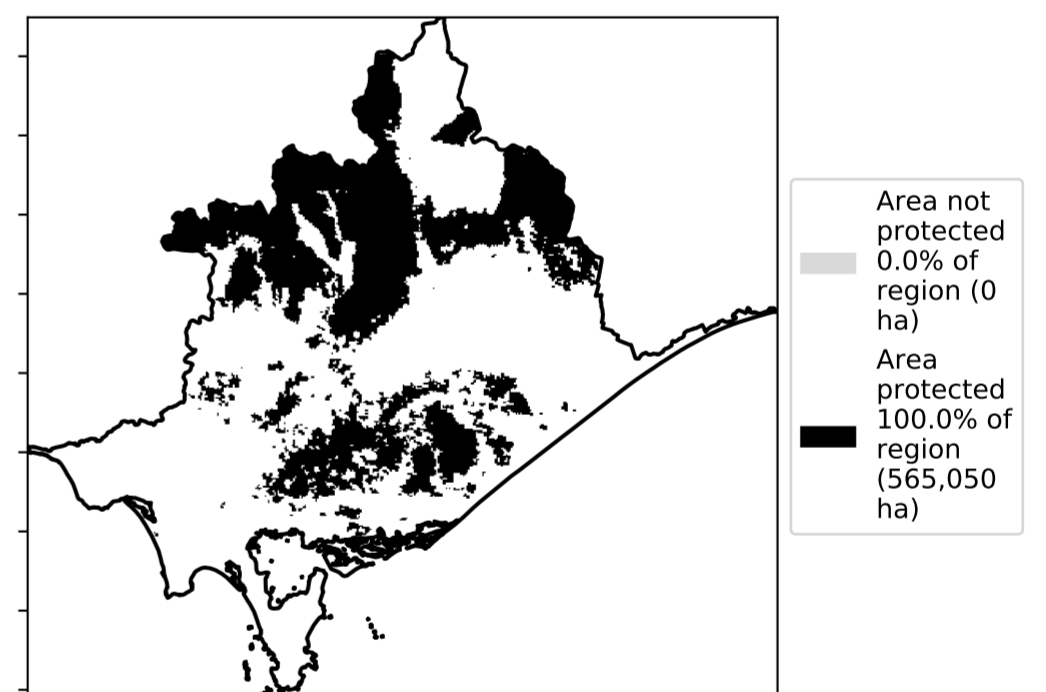 Area not
protected
0.0% of
region (0
ha)
Area
protected
100.0% of
region
(565,050
ha)